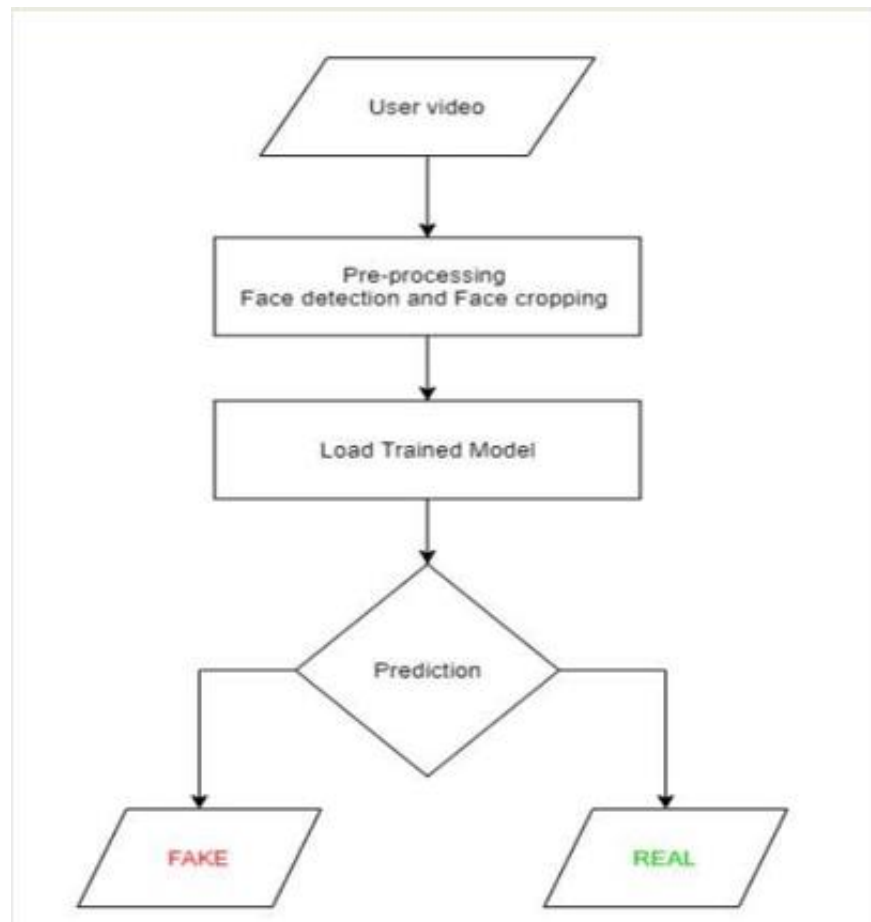 User video
Pre-processing
Face detection and Face cropping
Load Trained Model
Prediction
FAKE
REAL